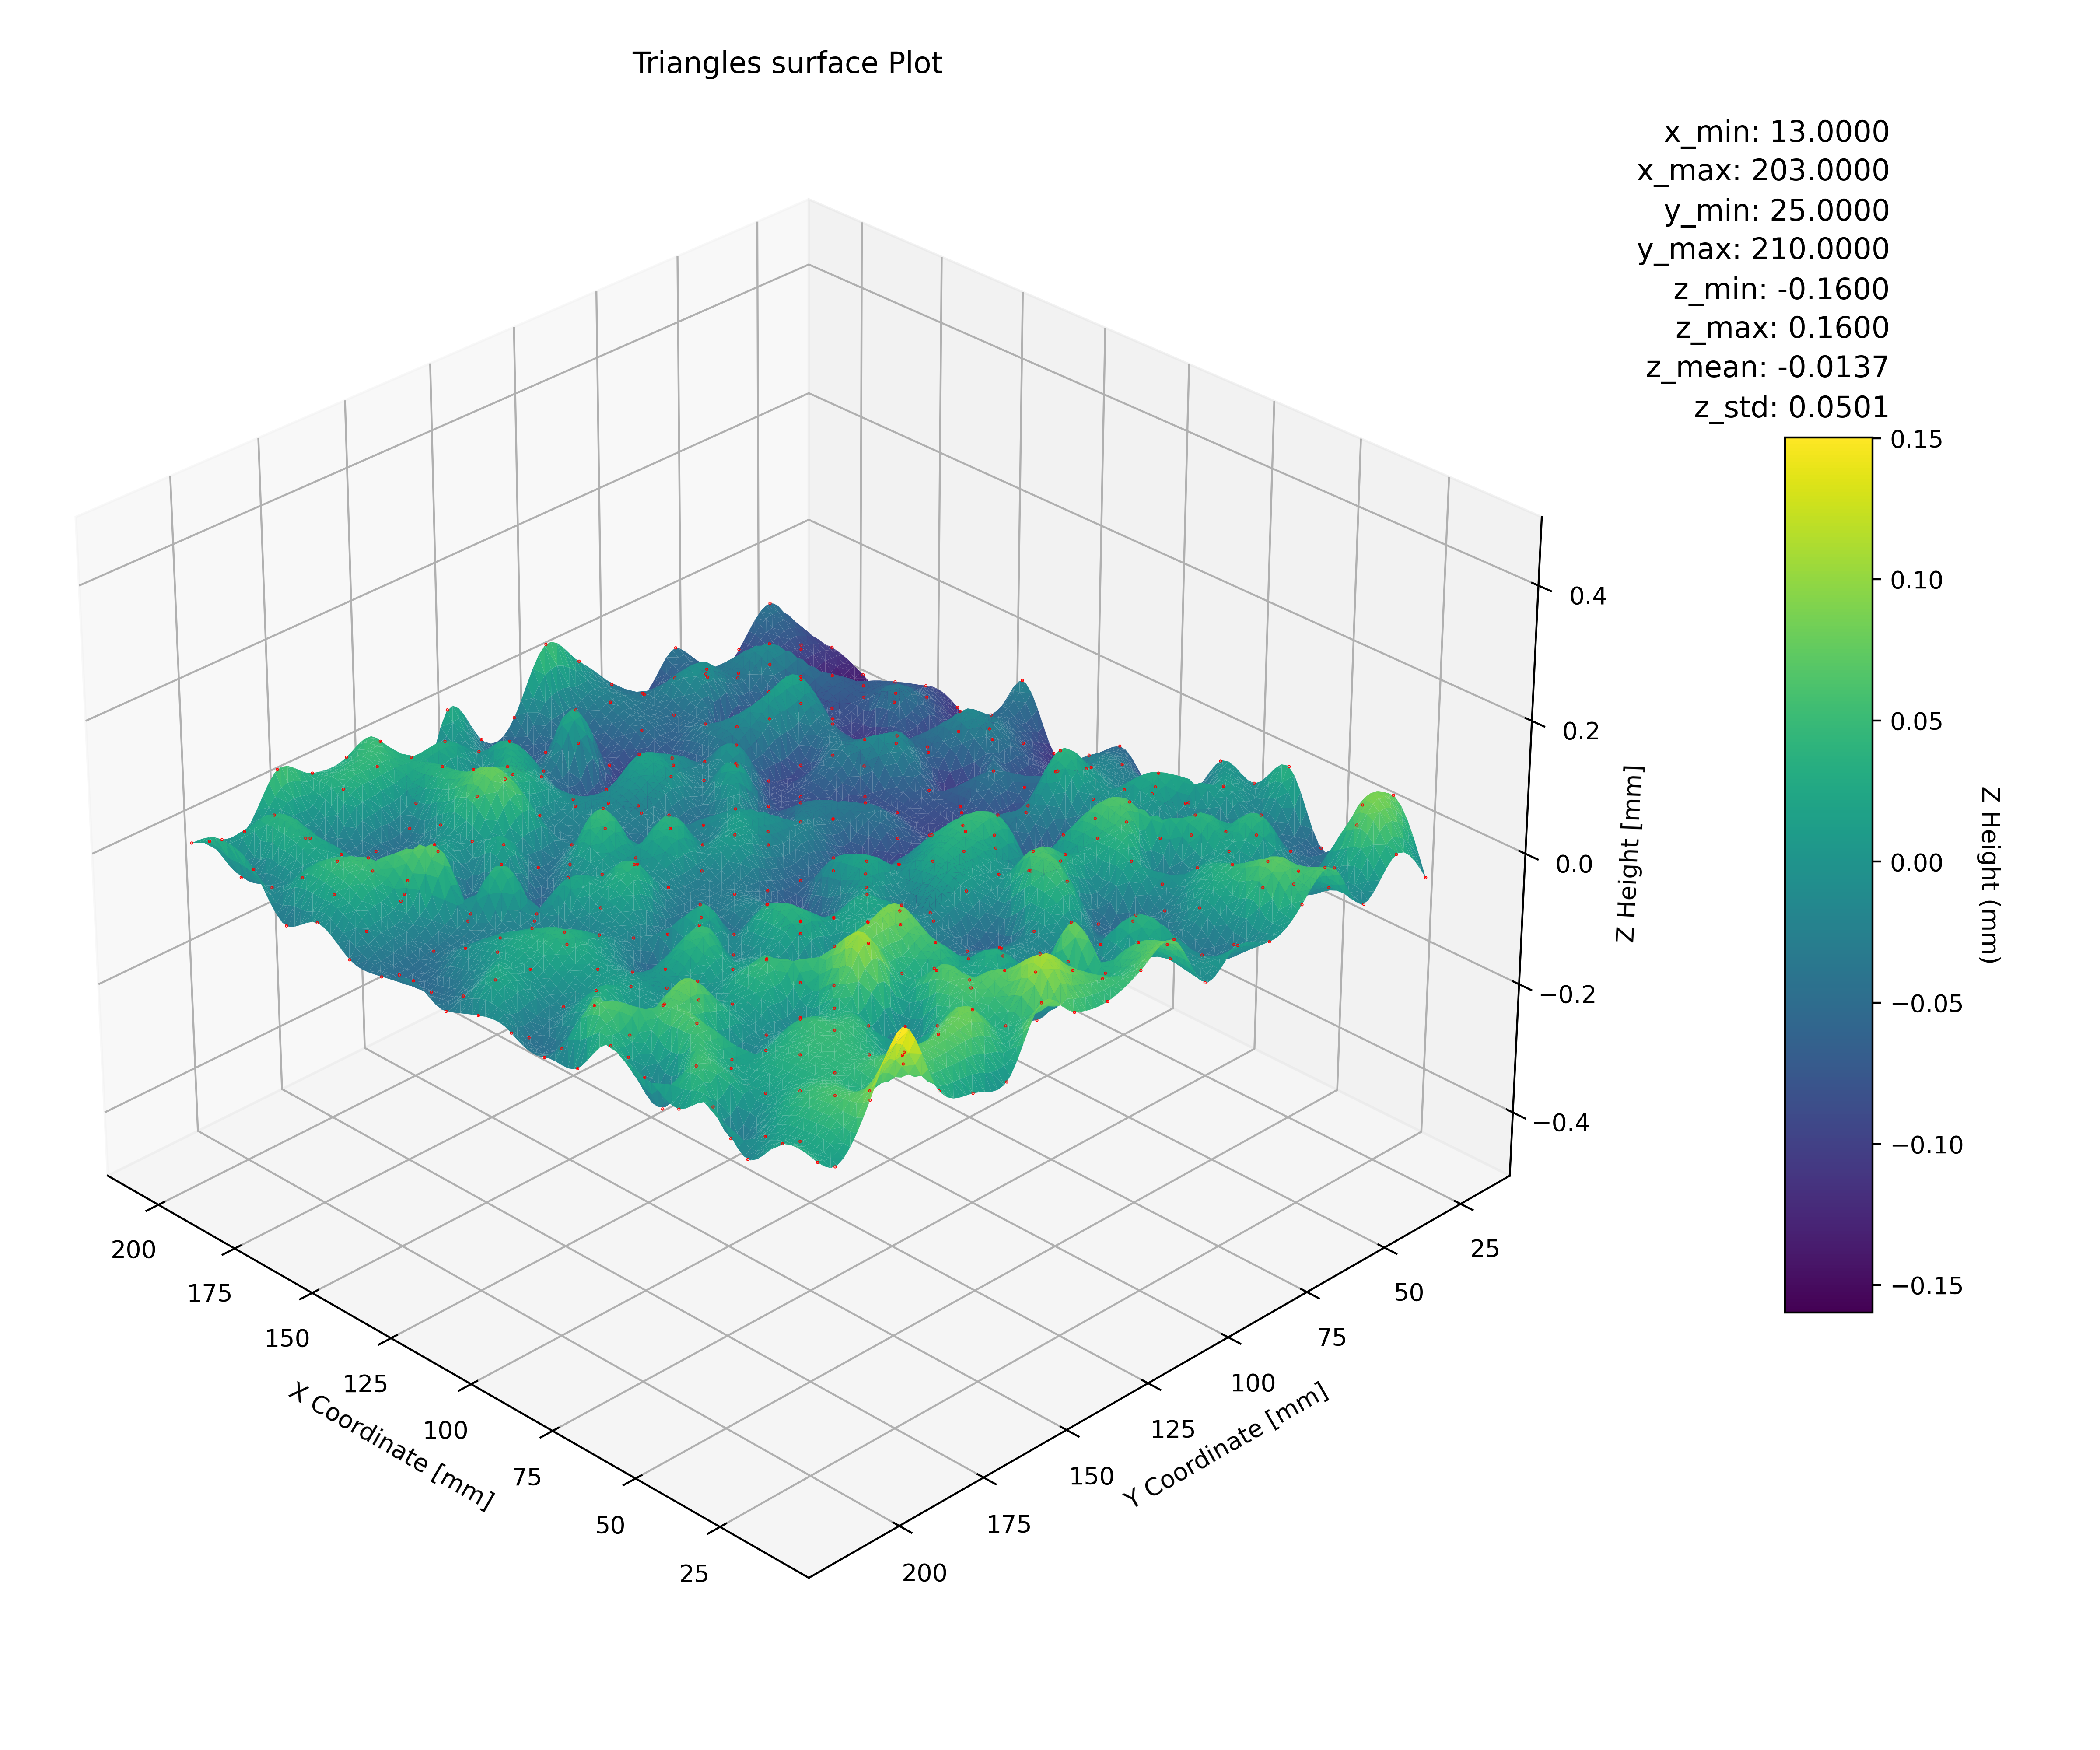 Triangles surface Plot
x_min: 13.0000
x_max: 203.0000
y_min: 25.0000
y_max: 210.0000
z_min: -0.1600
z_max: 0.1600
z_mean: -0.0137
z_std: 0.0501
0.15
0.10
0.05
0.00
−0.05
−0.10
−0.15
Z Height (mm)
0.4
0.2
0.0
−0.2
−0.4
Z Height [mm]
200
175
150
125
100
75
50
25
X Coordinate [mm]
25
50
75
100
125
150
175
200
Y Coordinate [mm]